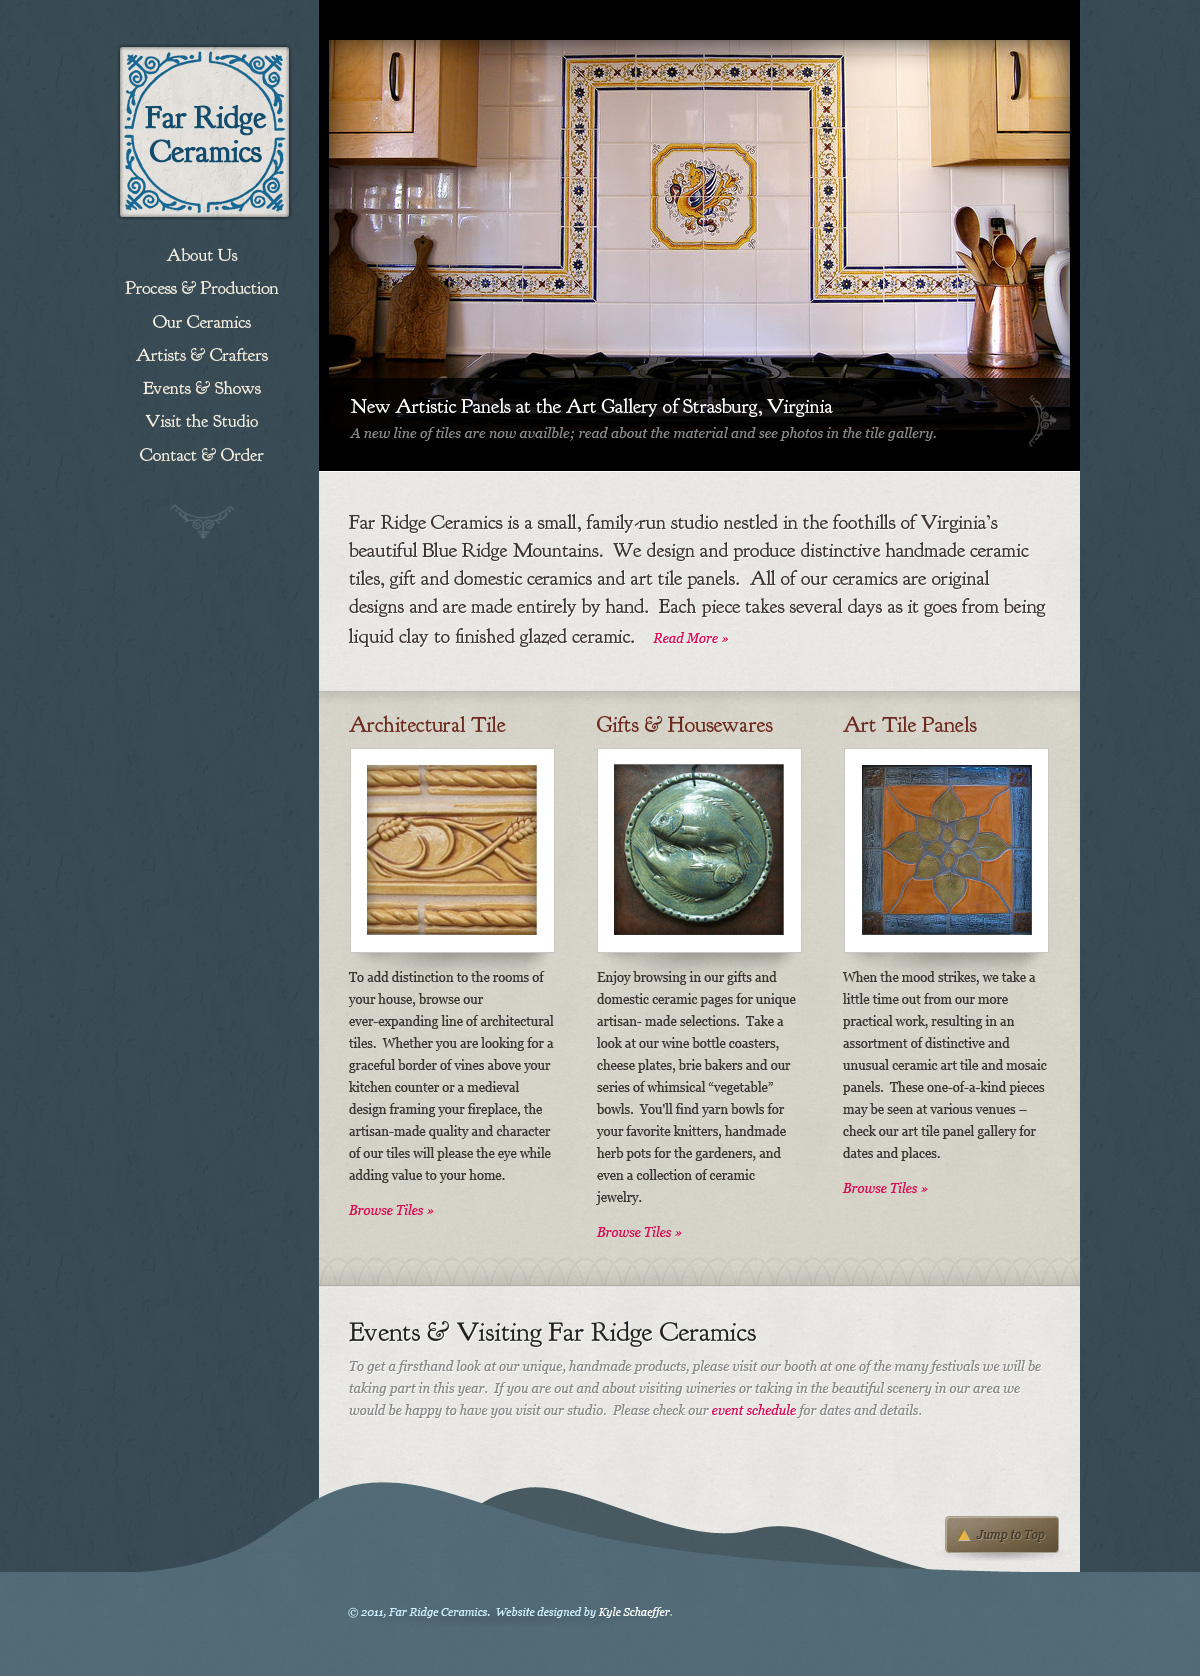 Far Ridge
Ceramics
About Us
Process & Production
Our Ceramics
Artists & Crafters
Events & Shows
Visit the Studio
Contact & Order
New Artistic Panels at the Art Gallery of Strasburg, Virginia
A new line of tiles are now availble; read about the material and see photos in the tile gallery.
Far Ridge Ceramics is a small, family-run studio nestled in the foothills of Virginia's
beautiful Blue Ridge Mountains. We design and produce distinctive handmade ceramic
tiles, gift and domestic ceramics and art tile panels. All of our ceramics are original
designs and are made entirely by hand. Each piece takes several days as it goes from being
liquid clay to finished glazed ceramic. Read More »
Architectural Tile
To add distinction to the rooms of
your house, browse our
ever-expanding line of architectural
tiles. Whether you are looking for a
graceful border of vines above your
kitchen counter or a medieval
design framing your fireplace, the
artisan-made quality and character
of our tiles will please the eye while
adding value to your home.
Browse Tiles »
Gifts & Housewares
Enjoy browsing in our gifts and
domestic ceramic pages for unique
artisan- made selections. Take a
look at our wine bottle coasters,
cheese plates, brie bakers and our
series of whimsical “vegetable”
bowls. You'll find yarn bowls for
your favorite knitters, handmade
herb pots for the gardeners, and
even a collection of ceramic
jewelry.
Browse Tiles »
Art Tile Panels
When the mood strikes, we take a
little time out from our more
practical work, resulting in an
assortment of distinctive and
unusual ceramic art tile and mosaic
panels. These one-of-a-kind pieces
may be seen at various venues –
check our art tile panel gallery for
dates and places.
Browse Tiles »
Events & Visiting Far Ridge Ceramics
To get a firsthand look at our unique, handmade products, please visit our booth at one of the many festivals we will be
taking part in this year. If you are out and about visiting wineries or taking in the beautiful scenery in our area we
would be happy to have you visit our studio. Please check our event schedule for dates and details.
Jump to Top
© 2011, Far Ridge Ceramics. Website designed by Kyle Schaeffer.